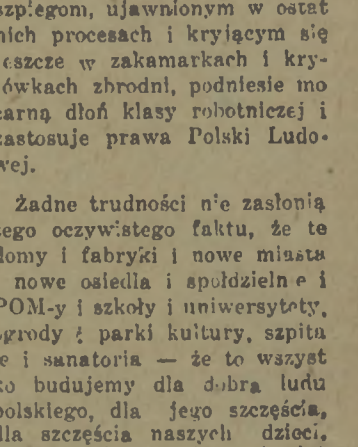 szpiegom, ujawnionym w ostat
nich procesach i kryjącym się
eszcze w zakamarkach i kry-
ówkach zbrodni, podniesie mo
carną dłoń klasy robotniczej i
zastosuje prawa Polski Ludo-
wej.
Żadne trudności nie zasłonią
tego oczywistego faktu, że te
domy i fabryki i nowe miasta
nowe osiedla i spółdzielnie i
POM-y i szkoły i uniwersytety,
ogrody i parki kultury, szpita
e i sanatoria — że to wszyst
ko budujemy dla dobra ludu
polskiego, dla jego szczęścia,
dla szczęścia naszych dzieci.